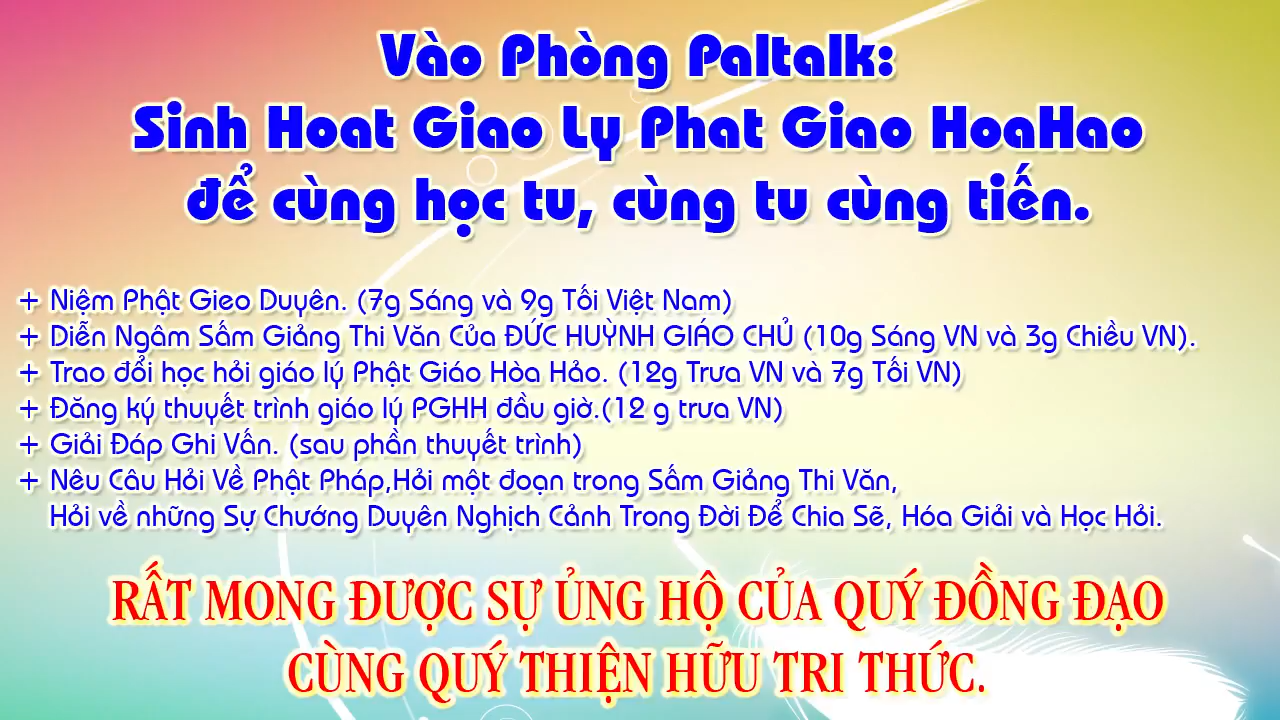 Vào Phòng Paltalk:
Sinh Hoat Giao Ly Phat Giao HoaHao
để cùng học tu, cùng tu cùng tiến.
+ Niệm Phật Gieo Duyên. (7g Sáng và 9g Tối Việt Nam)
+ Diễn Ngâm Sấm Giảng Thi Văn Của ĐỨC HUỲNH GIÁO CHỦ (10g Sáng VN và 3g Chiều VN).
+ Trao đổi học hỏi giáo lý Phật Giáo Hòa Hảo. (12g Trưa VN và 7g Tối VN)
+ Đăng ký thuyết trình giáo lý PGHH đầu giờ.(12 g trưa VN)
+ Giải Đáp Ghi Vấn. (sau phần thuyết trình)
+ Nêu Câu Hỏi Về Phật Pháp,Hỏi một đoạn trong Sấm Giảng Thi Văn,
Hỏi về những Sự Chướng Duyên Nghịch Cảnh Trong Đời Để Chia Sẽ, Hóa Giải và Học Hỏi.
RẤT MONG ĐƯỢC SỰ ỦNG HỘ CỦA QUÝ ĐỒNG ĐẠO
CÙNG QUÝ THIỆN HỮU TRI THỨC.